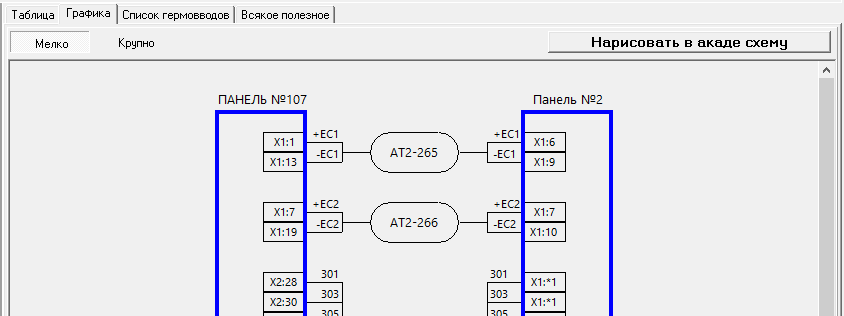 Таблица Графика Список гермовводов Всякое полезное
Мелко Крупно Нарисовать в акаде схему
ПАНЕЛЬ №107 Панель №2
+EC1 +EC1
X1:1 X1:6
-EC1 AT2-265 -EC1
X1:13 X1:9
+EC2 +EC2
X1:7 X1:7
-EC2 AT2-266 -EC2
X1:19 X1:10
301 301
X2:28 X1:*1
303 303
X2:30 X1:*1
305 305